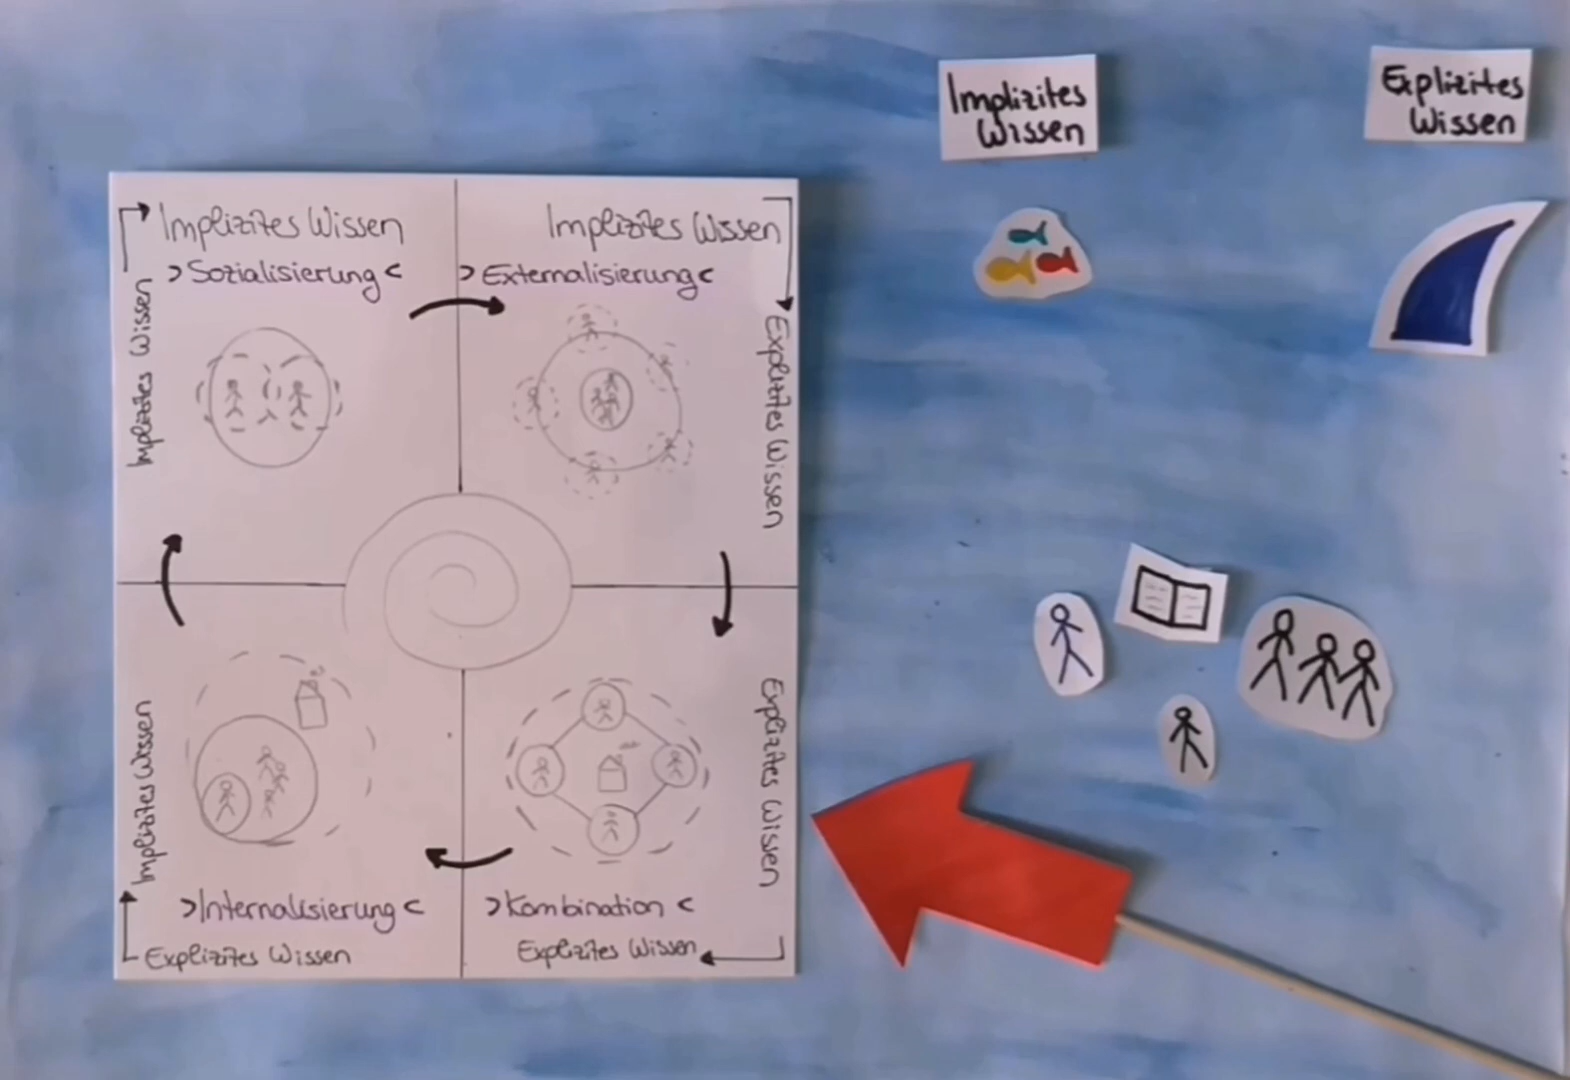 Implizites
Wissen
Explizites
Wissen
Implizites Wissen
>Sozialisierung<
Implizites Wissen
Implizites Wissen
>Externalisierung<
Explizites Wissen
Implizites Wissen
>Internalisierung<
Explizites Wissen
Explizites Wissen
>Kombination<
Explizites Wissen